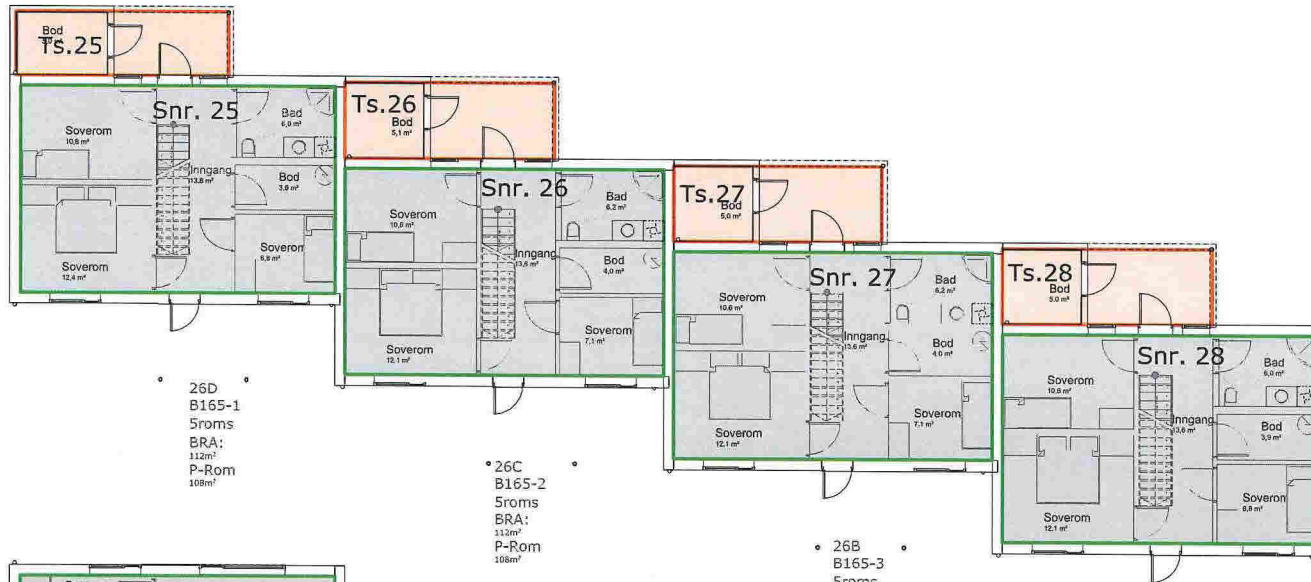 Bod
Ts.25
Snr. 25
Soverom
10,8 m²
Bad
6,0 m²
Inngang
13,8 m²
Bod
3,9 m²
Soverom
12,4 m²
Soverom
6,8 m²
Ts.26
Bod
5,1 m²
Snr. 26
Soverom
10,6 m²
Bad
6,2 m²
Inngang
13,6 m²
Bod
4,0 m²
Soverom
12,1 m²
Soverom
7,1 m²
Ts.27
Bod
5,0 m²
Snr. 27
Soverom
10,6 m²
Bad
6,2 m²
Inngang
13,6 m²
Bod
4,0 m²
Soverom
12,1 m²
Soverom
7,1 m²
Ts.28
Bod
5,0 m²
Snr. 28
Soverom
10,6 m²
Bad
6,0 m²
Inngang
13,6 m²
Bod
3,9 m²
Soverom
12,1 m²
Soverom
6,8 m²
26D
B165-1
5roms
BRA:
112m²
P-Rom
108m²
26C
B165-2
5roms
BRA:
112m²
P-Rom
108m²
26B
B165-3
5roms